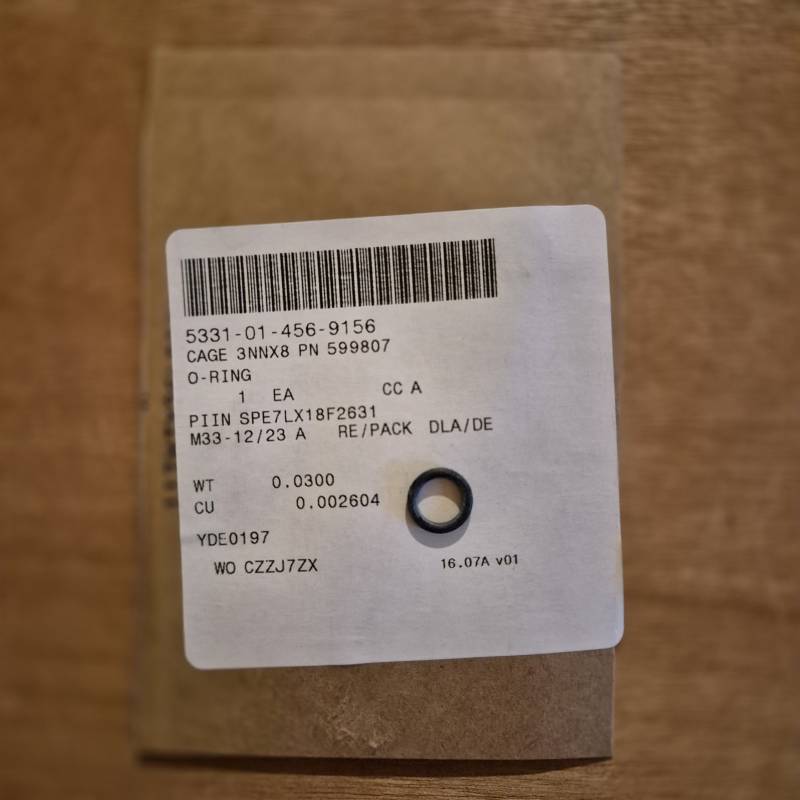 5331-01-456-9156
CAGE 3NNX8 PN 599807
O-RING
1 EA CC A
PIIN SPE7LX18F2631
M33-12/23 A RE/PACK DLA/DE
WT 0.0300
CU 0.002604
YDE0197
WO CZZJ7ZX 16.07A v01